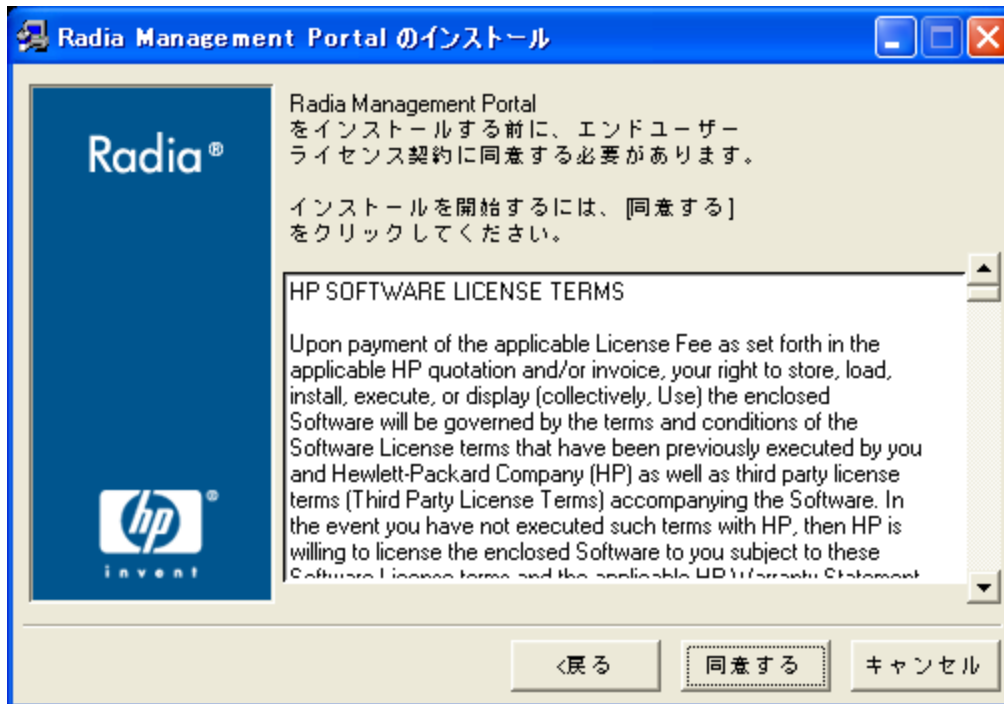 Radia Management Portal のインストール
Radia®
Radia Management Portal
をインストールする前に、エンドユーザー
ライセンス契約に同意する必要があります。
インストールを開始するには、[同意する]
をクリックしてください。
HP SOFTWARE LICENSE TERMS
Upon payment of the applicable License Fee as set forth in the
applicable HP quotation and/or invoice, your right to store, load,
install, execute, or display (collectively, Use) the enclosed
Software will be governed by the terms and conditions of the
Software License terms that have been previously executed by you
and Hewlett-Packard Company (HP) as well as third party license
terms (Third Party License Terms) accompanying the Software. In
the event you have not executed such terms with HP, then HP is
willing to license the enclosed Software to you subject to these
Software License terms and the applicable HP Warranty Statement
hp®
invent
<戻る
同意する
キャンセル